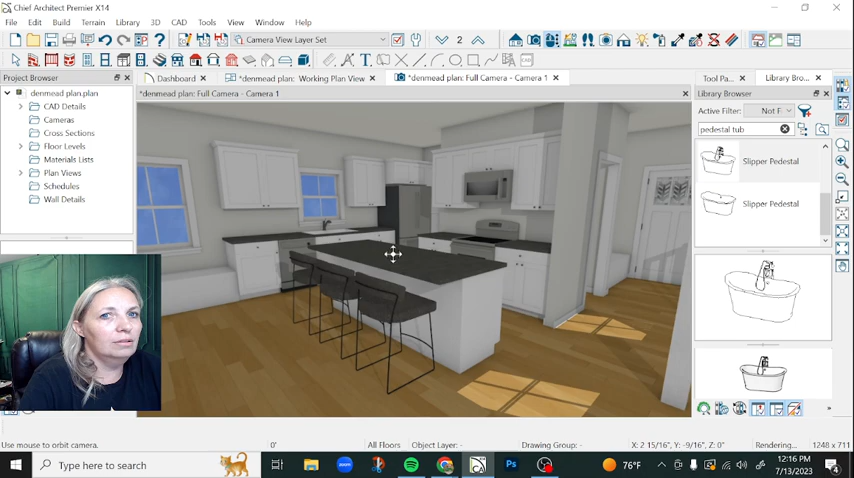 Chief Architect Premier X14
File Edit Build Terrain Library 3D CAD Tools View Window Help
Camera View Layer Set
2
Project Browser
Dashboard
*denmead plan: Working Plan View
*denmead plan: Full Camera - Camera 1
Tool Pa...
Library Bro...
denmead plan.plan
*denmead plan: Full Camera - Camera 1
Library Browser
CAD Details
Cameras
Cross Sections
Floor Levels
Materials Lists
Plan Views
Schedules
Wall Details
Active Filter:
Not F
pedestal tub
Slipper Pedestal
Slipper Pedestal
Use mouse to orbit camera.
0"
All Floors
Object Layer: -
Drawing Group: -
X: 2 15/16", Y: -9/16", Z: 0"
Rendering...
1248 x 711
Type here to search
zoom
Ps
76°F
12:16 PM
7/13/2023
4